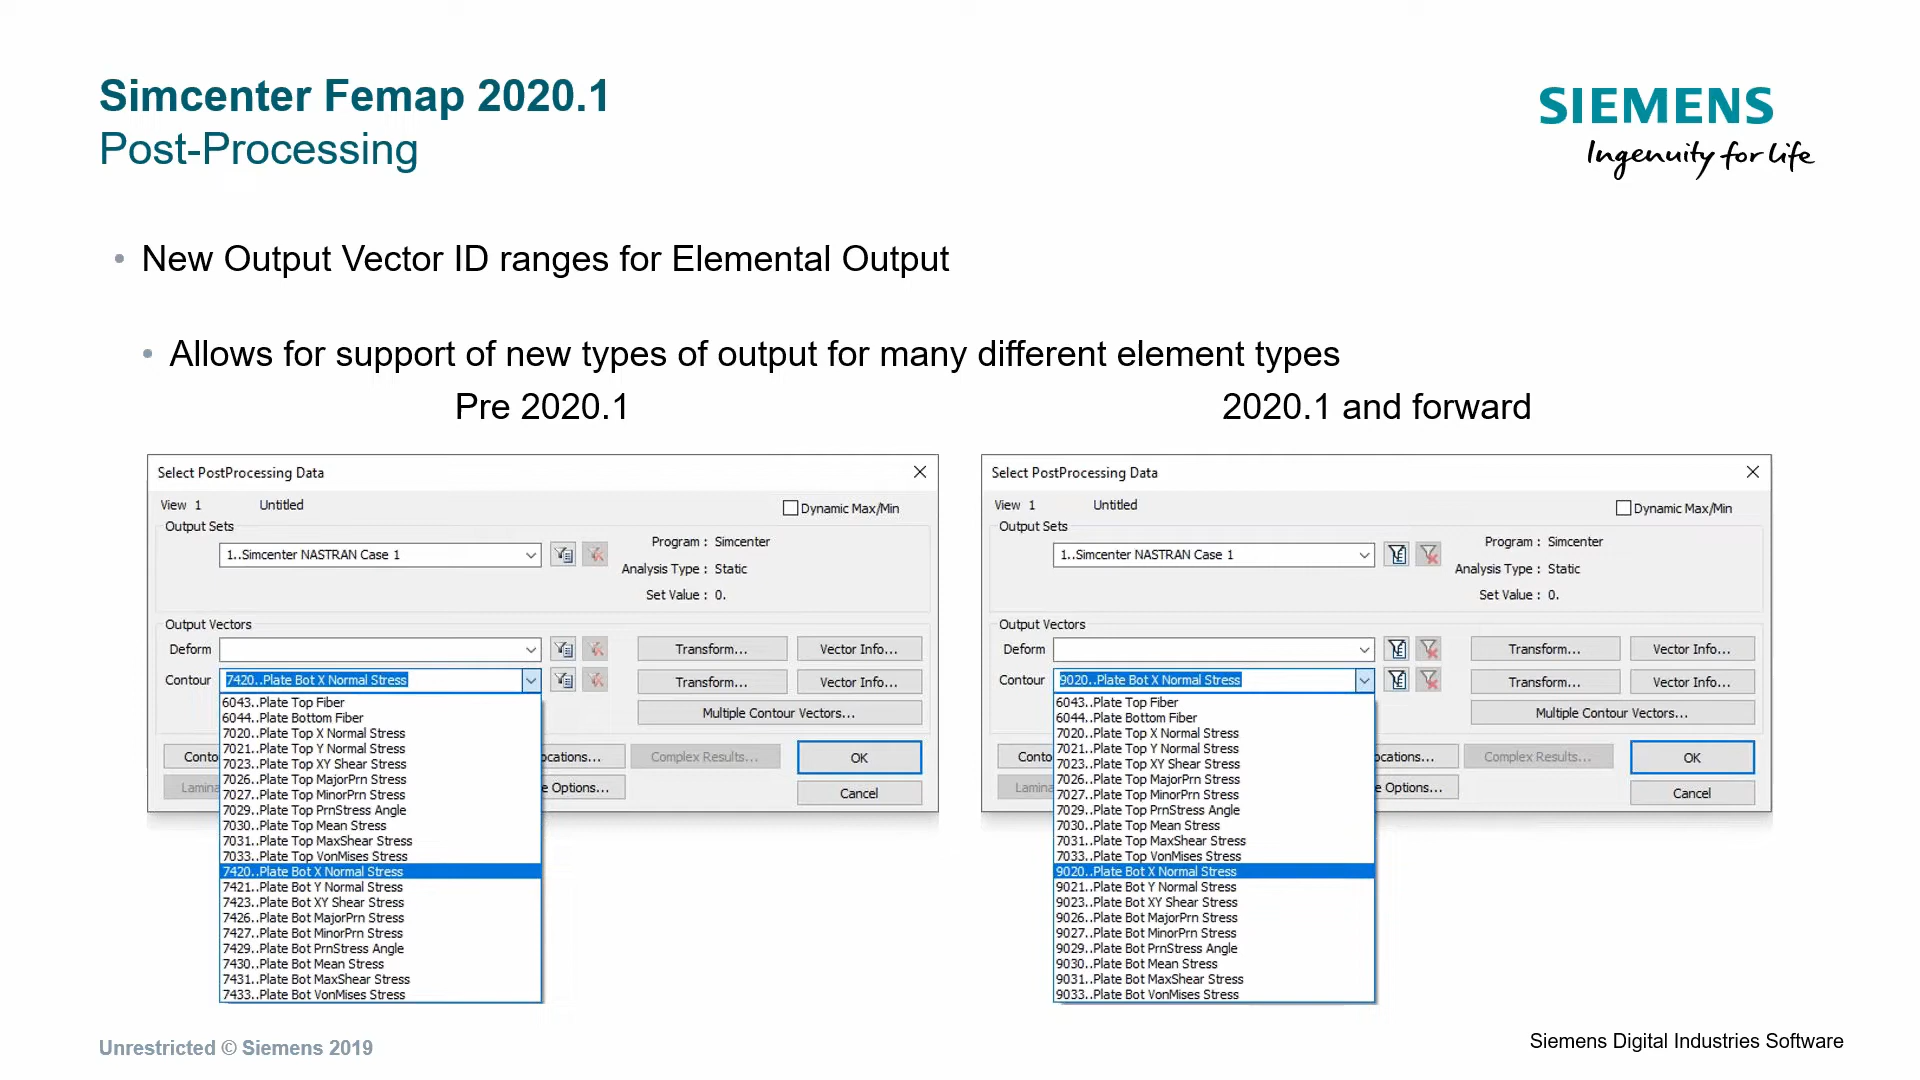 Simcenter Femap 2020.1
Post-Processing
SIEMENS
Ingenuity for life
• New Output Vector ID ranges for Elemental Output
• Allows for support of new types of output for many different element types
Pre 2020.1
2020.1 and forward
Select PostProcessing Data
View 1 Untitled
Dynamic Max/Min
Output Sets
1..Simcenter NASTRAN Case 1
Program : Simcenter
Analysis Type : Static
Set Value : 0.
Output Vectors
Deform
Transform...
Vector Info...
Contour
7420..Plate Bot X Normal Stress
Transform...
Vector Info...
Multiple Contour Vectors...
6043..Plate Top Fiber
6044..Plate Bottom Fiber
7020..Plate Top X Normal Stress
7021..Plate Top Y Normal Stress
7023..Plate Top XY Shear Stress
7026..Plate Top MajorPrn Stress
7027..Plate Top MinorPrn Stress
7029..Plate Top PrnStress Angle
7030..Plate Top Mean Stress
7031..Plate Top MaxShear Stress
7033..Plate Top VonMises Stress
7420..Plate Bot X Normal Stress
7421..Plate Bot Y Normal Stress
7423..Plate Bot XY Shear Stress
7426..Plate Bot MajorPrn Stress
7427..Plate Bot MinorPrn Stress
7429..Plate Bot PrnStress Angle
7430..Plate Bot Mean Stress
7431..Plate Bot MaxShear Stress
7433..Plate Bot VonMises Stress
Conto
ocations...
Complex Results...
OK
Lamina
e Options...
Cancel
Select PostProcessing Data
View 1 Untitled
Dynamic Max/Min
Output Sets
1..Simcenter NASTRAN Case 1
Program : Simcenter
Analysis Type : Static
Set Value : 0.
Output Vectors
Deform
Transform...
Vector Info...
Contour
9020..Plate Bot X Normal Stress
Transform...
Vector Info...
Multiple Contour Vectors...
6043..Plate Top Fiber
6044..Plate Bottom Fiber
7020..Plate Top X Normal Stress
7021..Plate Top Y Normal Stress
7023..Plate Top XY Shear Stress
7026..Plate Top MajorPrn Stress
7027..Plate Top MinorPrn Stress
7029..Plate Top PrnStress Angle
7030..Plate Top Mean Stress
7031..Plate Top MaxShear Stress
7033..Plate Top VonMises Stress
9020..Plate Bot X Normal Stress
9021..Plate Bot Y Normal Stress
9023..Plate Bot XY Shear Stress
9026..Plate Bot MajorPrn Stress
9027..Plate Bot MinorPrn Stress
9029..Plate Bot PrnStress Angle
9030..Plate Bot Mean Stress
9031..Plate Bot MaxShear Stress
9033..Plate Bot VonMises Stress
Conto
ocations...
Complex Results...
OK
Lamin
e Options...
Cancel
Unrestricted © Siemens 2019
Siemens Digital Industries Software